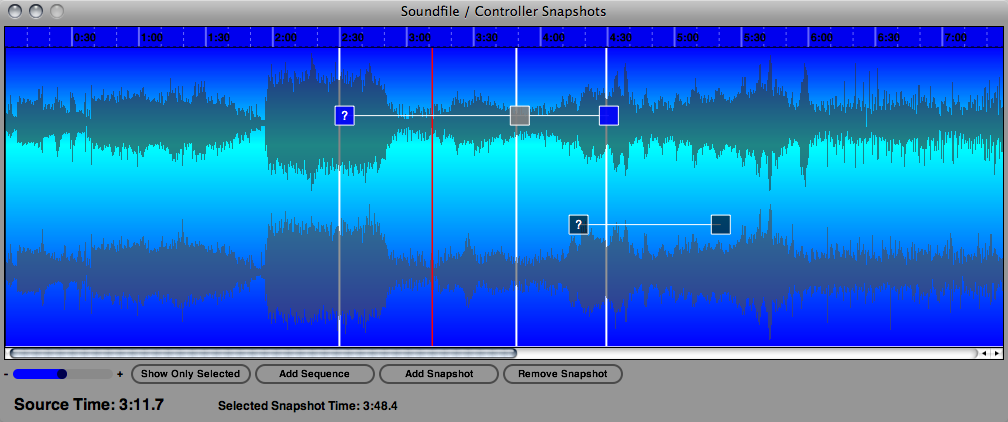 Soundfile / Controller Snapshots
0:30 1:00 1:30 2:00 2:30 3:00 3:30 4:00 4:30 5:00 5:30 6:00 6:30 7:00
?
?
- + Show Only Selected Add Sequence Add Snapshot Remove Snapshot
Source Time: 3:11.7 Selected Snapshot Time: 3:48.4